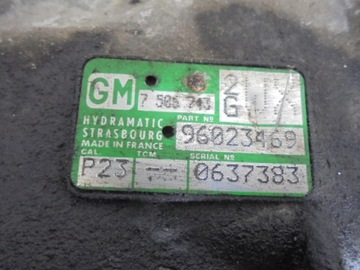 GM 7 505 743 2
G
HYDRAMATIC PART Nº
STRASBOURG 96023469
MADE IN FRANCE
CAL. TCM SERIAL Nº
P23 0637383